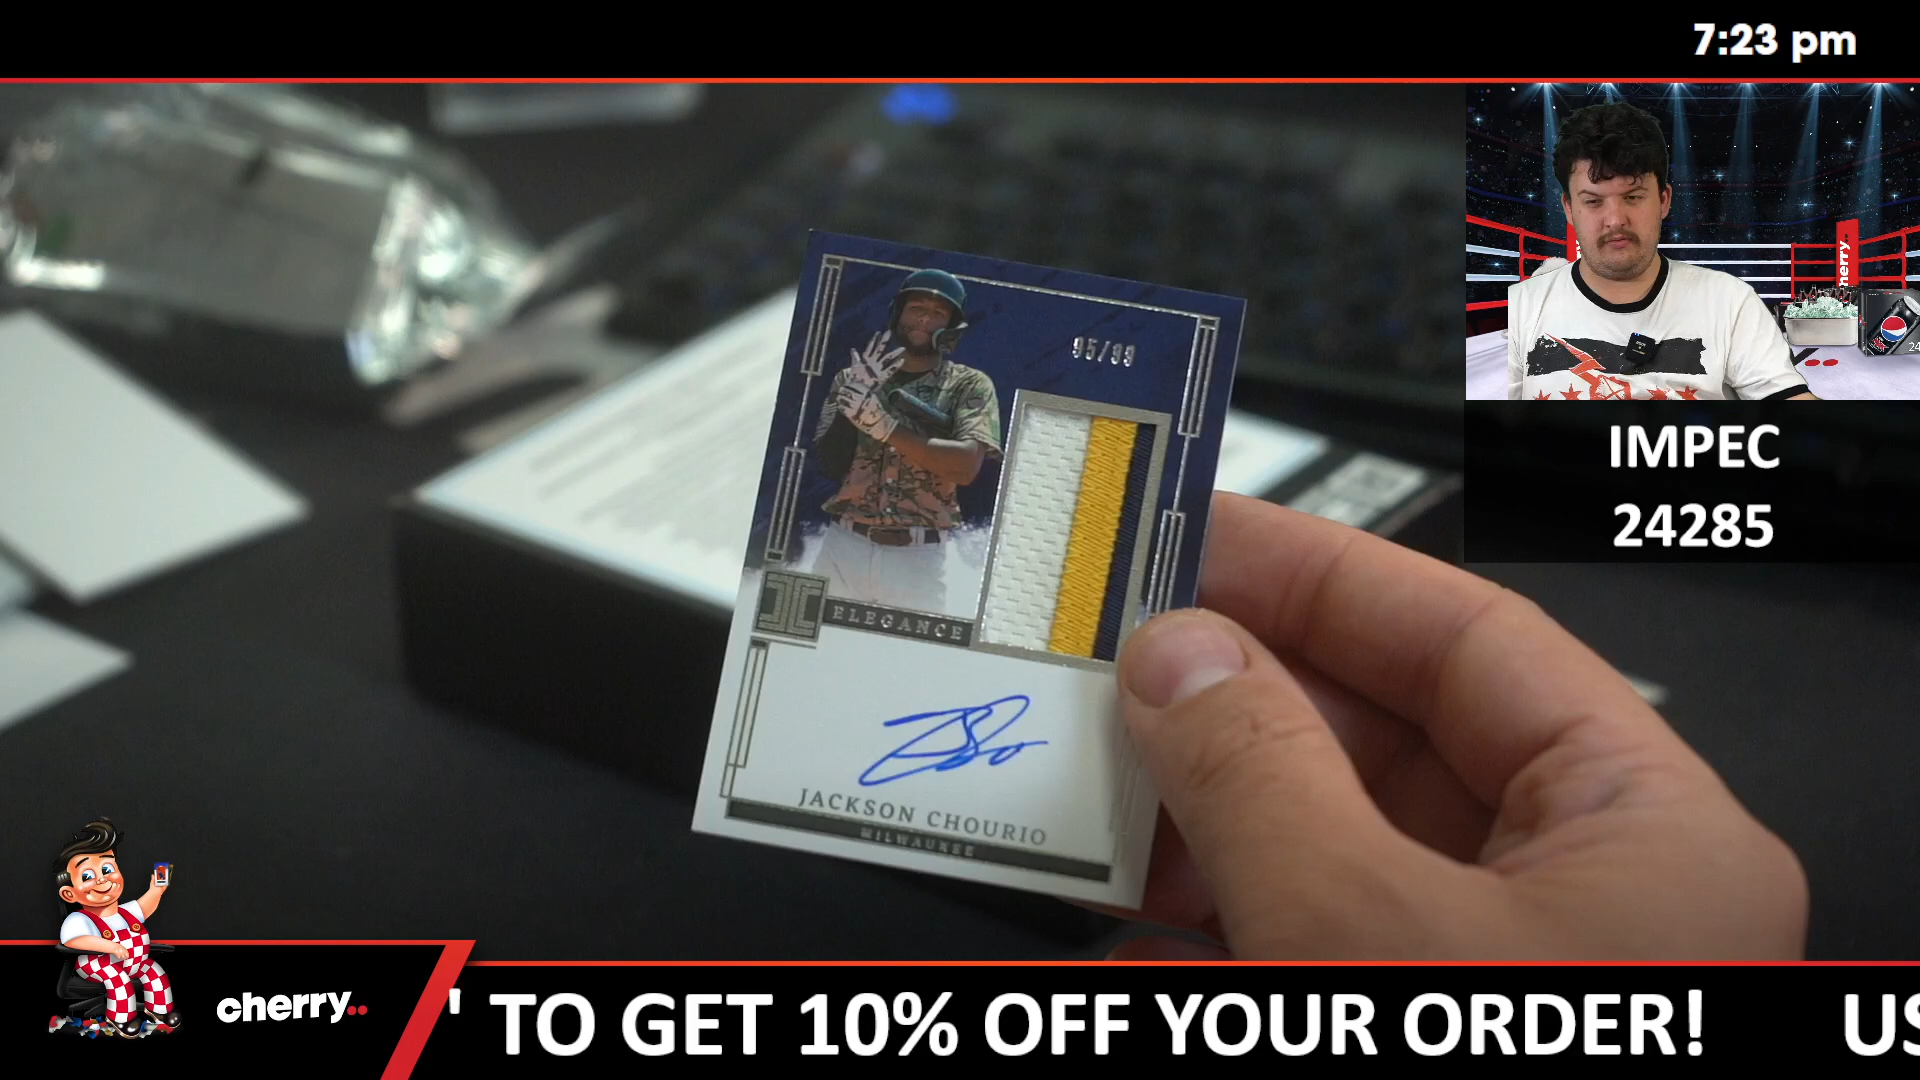 7:23 pm
95/99
ELEGANCE
JACKSON CHOURIO
MILWAUKEE
cherry.
IMPEC
24285
cherry..
' TO GET 10% OFF YOUR ORDER!
US